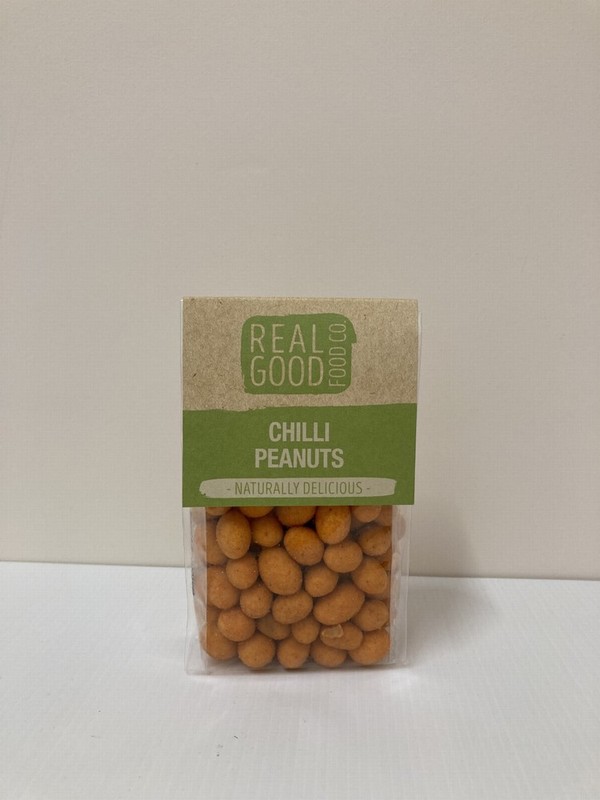 REAL
GOOD
FOOD CO.
CHILLI
PEANUTS
- NATURALLY DELICIOUS -